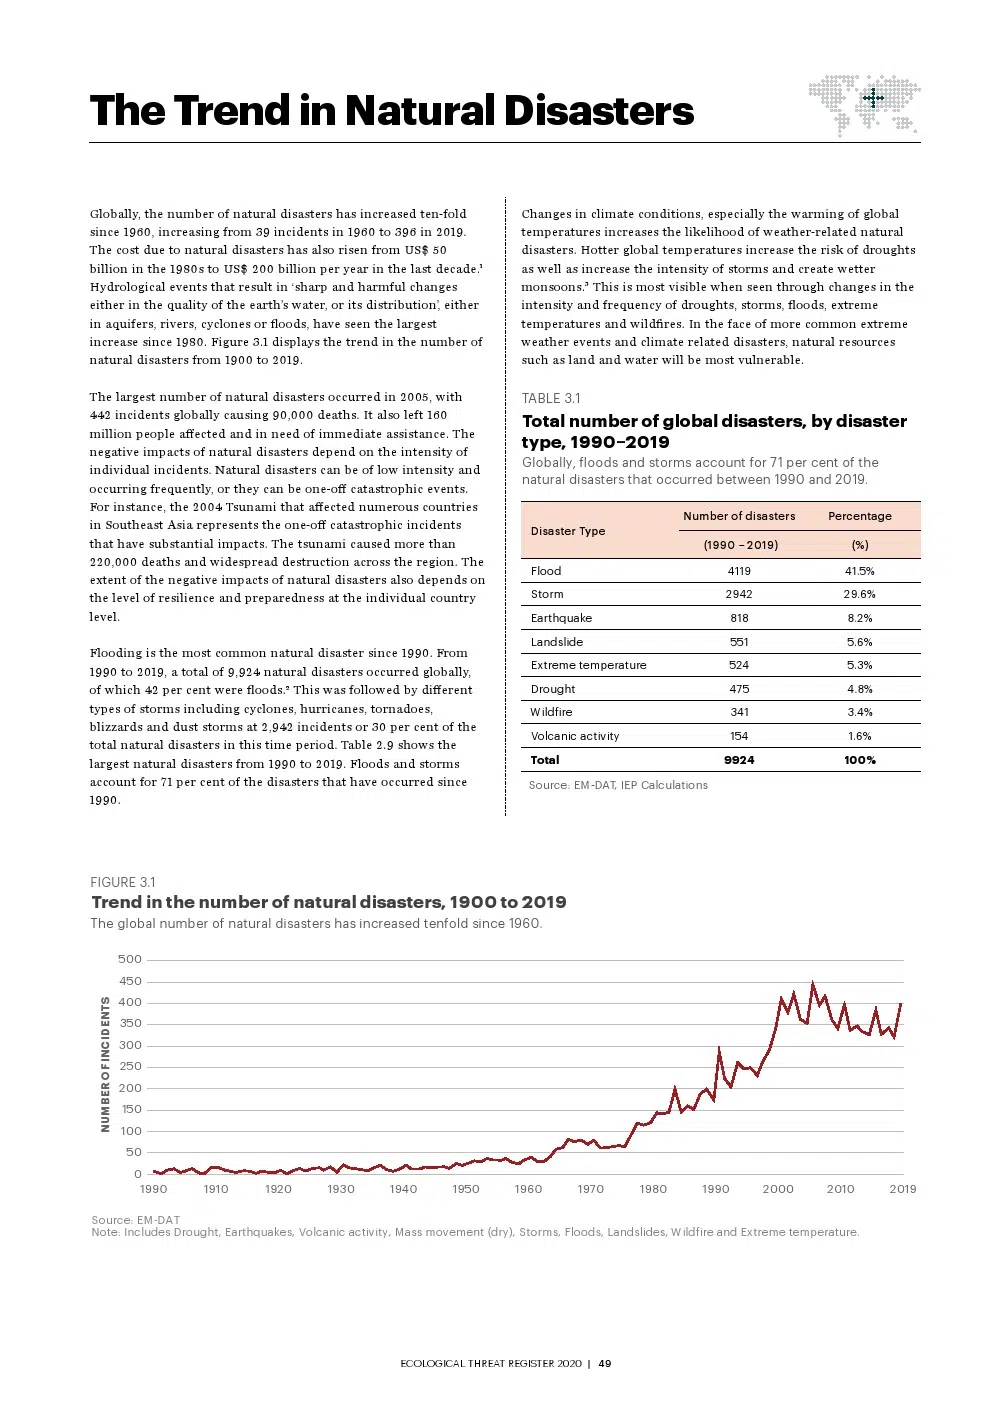 The Trend in Natural Disasters
Globally, the number of natural disasters has increased ten-fold
since 1960, increasing from 39 incidents in 1960 to 396 in 2019.
The cost due to natural disasters has also risen from US$ 50
billion in the 1980s to US$ 200 billion per year in the last decade.¹
Hydrological events that result in ‘sharp and harmful changes
either in the quality of the earth’s water, or its distribution’, either
in aquifers, rivers, cyclones or floods, have seen the largest
increase since 1980. Figure 3.1 displays the trend in the number of
natural disasters from 1900 to 2019.
The largest number of natural disasters occurred in 2005, with
442 incidents globally causing 90,000 deaths. It also left 160
million people affected and in need of immediate assistance. The
negative impacts of natural disasters depend on the intensity of
individual incidents. Natural disasters can be of low intensity and
occurring frequently, or they can be one-off catastrophic events.
For instance, the 2004 Tsunami that affected numerous countries
in Southeast Asia represents the one-off catastrophic incidents
that have substantial impacts. The tsunami caused more than
220,000 deaths and widespread destruction across the region. The
extent of the negative impacts of natural disasters also depends on
the level of resilience and preparedness at the individual country
level.
Flooding is the most common natural disaster since 1990. From
1990 to 2019, a total of 9,924 natural disasters occurred globally,
of which 42 per cent were floods.² This was followed by different
types of storms including cyclones, hurricanes, tornadoes,
blizzards and dust storms at 2,942 incidents or 30 per cent of the
total natural disasters in this time period. Table 2.9 shows the
largest natural disasters from 1990 to 2019. Floods and storms
account for 71 per cent of the disasters that have occurred since
1990.
Changes in climate conditions, especially the warming of global
temperatures increases the likelihood of weather-related natural
disasters. Hotter global temperatures increase the risk of droughts
as well as increase the intensity of storms and create wetter
monsoons.³ This is most visible when seen through changes in the
intensity and frequency of droughts, storms, floods, extreme
temperatures and wildfires. In the face of more common extreme
weather events and climate related disasters, natural resources
such as land and water will be most vulnerable.
TABLE 3.1
Total number of global disasters, by disaster
type, 1990–2019
Globally, floods and storms account for 71 per cent of the
natural disasters that occurred between 1990 and 2019.
Disaster Type Number of disasters Percentage
(1990 – 2019) (%)
Flood 4119 41.5%
Storm 2942 29.6%
Earthquake 818 8.2%
Landslide 551 5.6%
Extreme temperature 524 5.3%
Drought 475 4.8%
Wildfire 341 3.4%
Volcanic activity 154 1.6%
Total 9924 100%
Source: EM-DAT, IEP Calculations
FIGURE 3.1
Trend in the number of natural disasters, 1900 to 2019
The global number of natural disasters has increased tenfold since 1960.
NUMBER OF INCIDENTS
500
450
400
350
300
250
200
150
100
50
0
1990 1910 1920 1930 1940 1950 1960 1970 1980 1990 2000 2010 2019
Source: EM-DAT
Note: Includes Drought, Earthquakes, Volcanic activity, Mass movement (dry), Storms, Floods, Landslides, Wildfire and Extreme temperature.
ECOLOGICAL THREAT REGISTER 2020 | 49